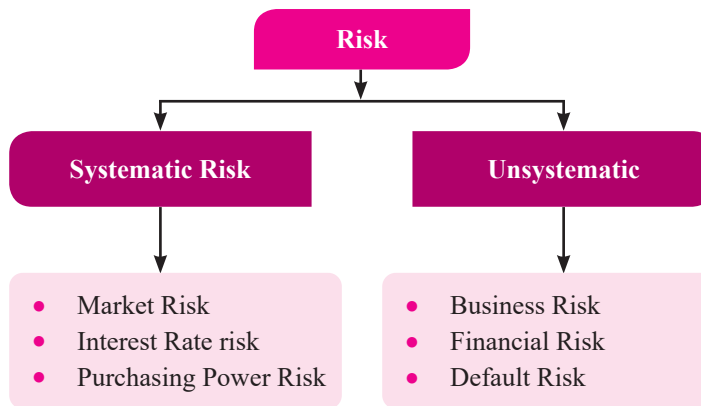 Risk
Systematic Risk
Unsystematic
• Market Risk
• Interest Rate risk
• Purchasing Power Risk
• Business Risk
• Financial Risk
• Default Risk